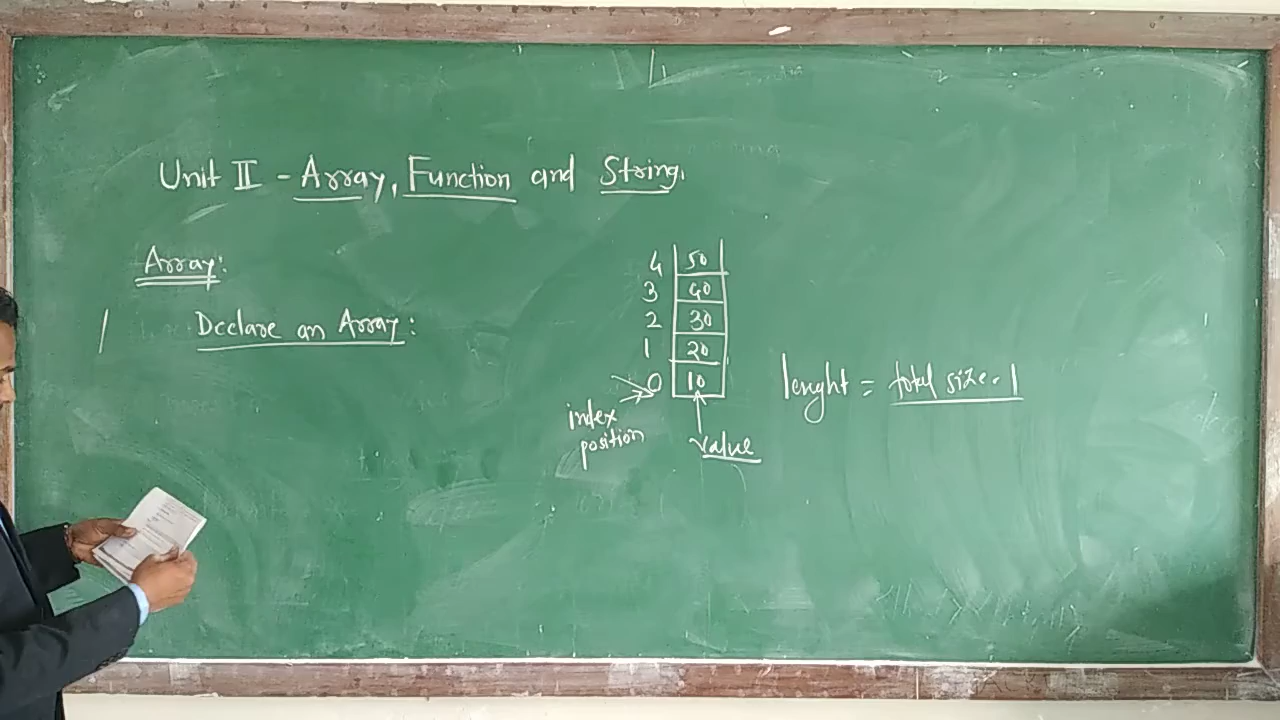 Unit II - Array, Function and String.
Array:
Declare an Array:
4 50
3 40
2 30
1 20
0 10
index position
value
lenght = total size - 1